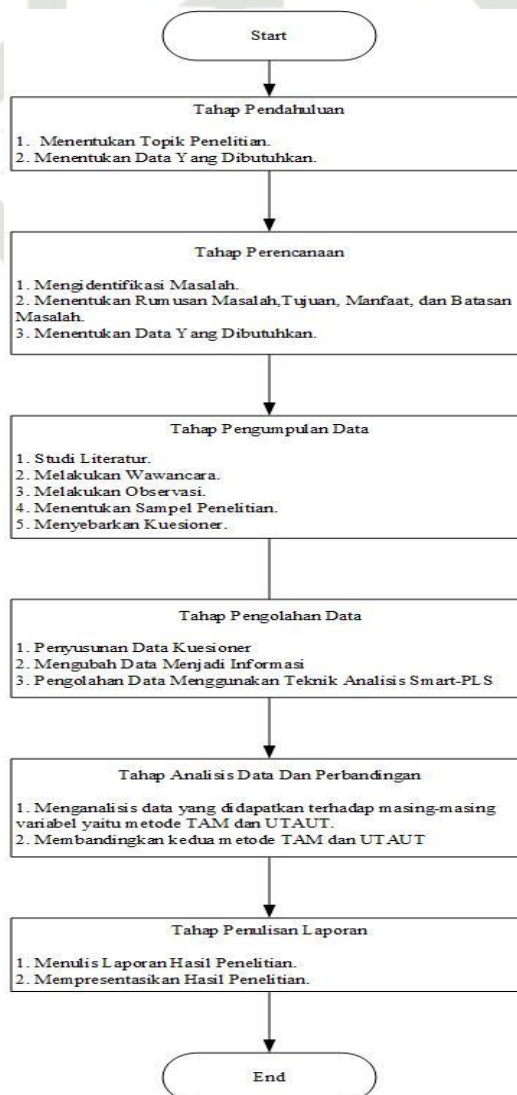 Start
Tahap Pendahuluan
1. Menentukan Topik Penelitian.
2. Menentukan Data Yang Dibutuhkan.
Tahap Perencanaan
1. Mengidentifikasi Masalah.
2. Menentukan Rumusan Masalah,Tujuan, Manfaat, dan Batasan
Masalah.
3. Menentukan Data Yang Dibutuhkan.
Tahap Pengumpulan Data
1. Studi Literatur.
2. Melakukan Wawancara.
3. Melakukan Observasi.
4. Menentukan Sampel Penelitian.
5. Menyebarkan Kuesioner.
Tahap Pengolahan Data
1. Penyusunan Data Kuesioner
2. Mengubah Data Menjadi Informasi
3. Pengolahan Data Menggunakan Teknik Analisis Smart-PLS
Tahap Analisis Data Dan Perbandingan
1. Menganalisis data yang didapatkan terhadap masing-masing
variabel yaitu metode TAM dan UTAUT.
2. Membandingkan kedua metode TAM dan UTAUT
Tahap Penulisan Laporan
1. Menulis Laporan Hasil Penelitian.
2. Mempresentasikan Hasil Penelitian.
End